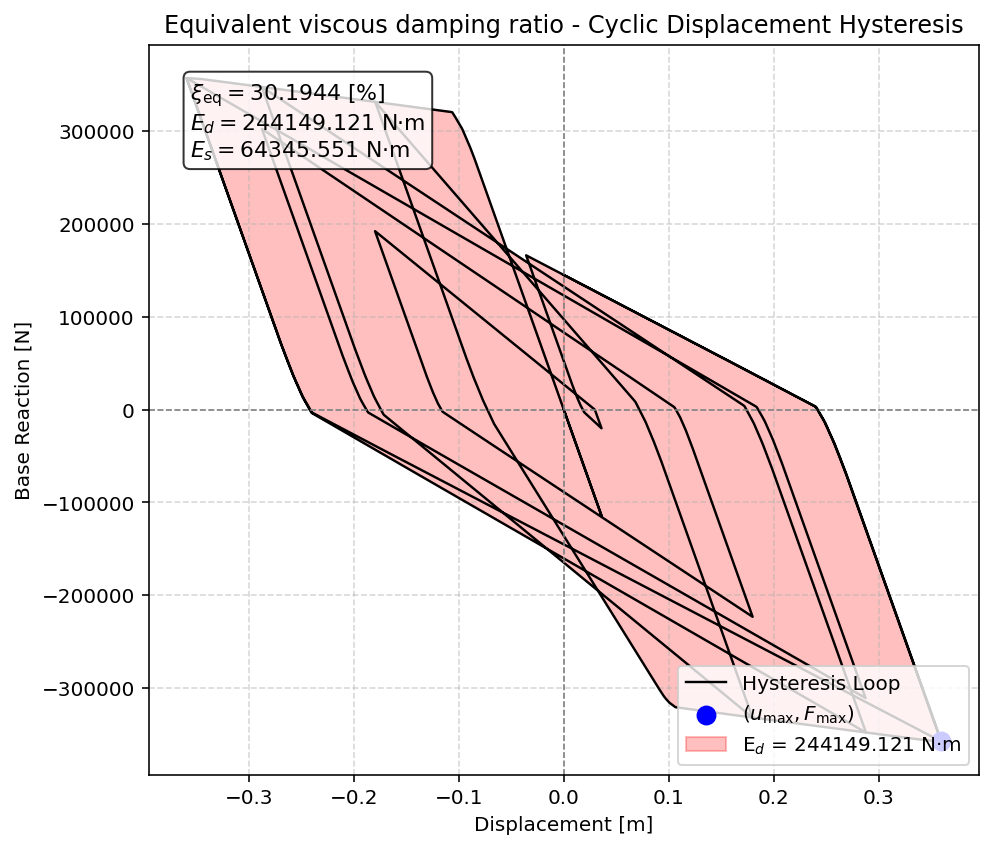 Equivalent viscous damping ratio - Cyclic Displacement Hysteresis
ξeq = 30.1944 [%]
Ed = 244149.121 N·m
Es = 64345.551 N·m
300000
200000
100000
0
−100000
−200000
−300000
Base Reaction [N]
Hysteresis Loop
(umax, Fmax)
Ed = 244149.121 N·m
−0.3
−0.2
−0.1
0.0
0.1
0.2
0.3
Displacement [m]